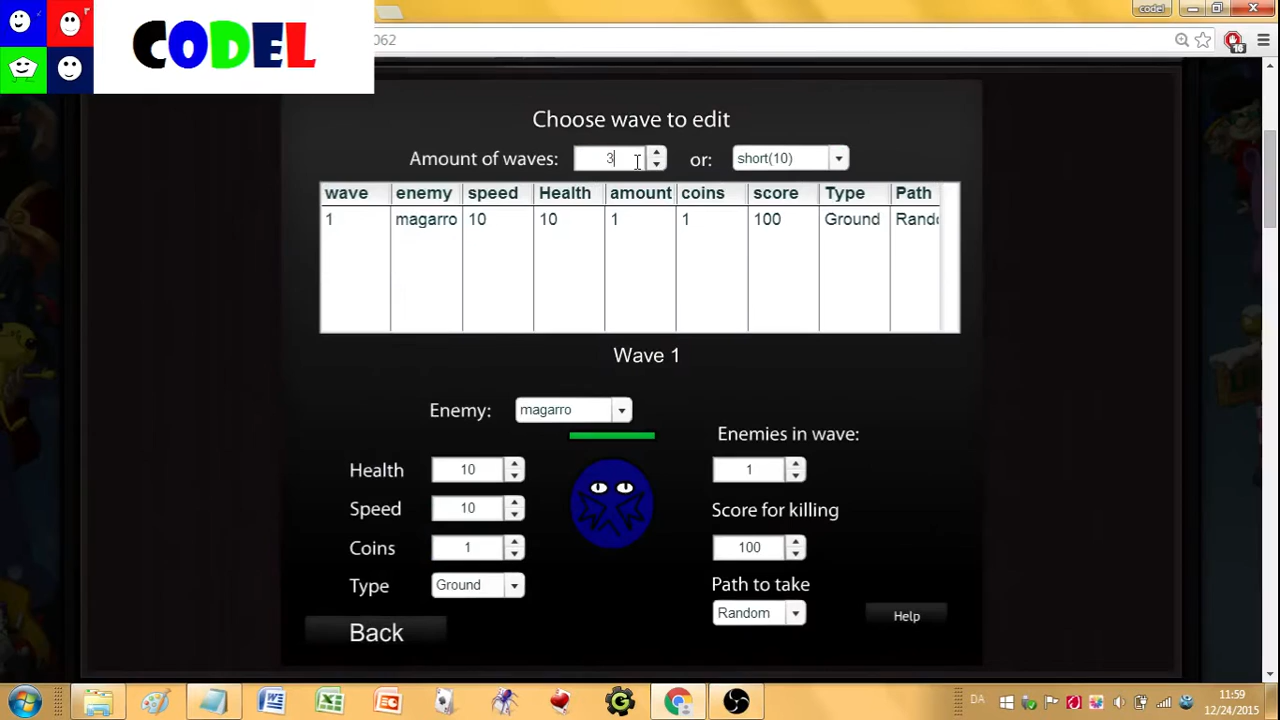 codel
CODEL
062
16
Choose wave to edit
Amount of waves: 3 or: short(10)
wave enemy speed Health amount coins score Type Path
1 magarro 10 10 1 1 100 Ground Rando
Wave 1
Enemy: magarro
Enemies in wave:
Health 10 1
Speed 10 Score for killing
Coins 1 100
Type Ground Path to take
Random
Back Help
DA 11:59
12/24/2015